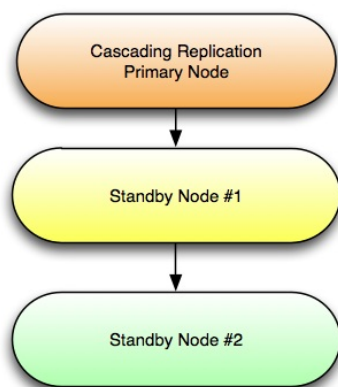 Cascading Replication
Primary Node
Standby Node #1
Standby Node #2